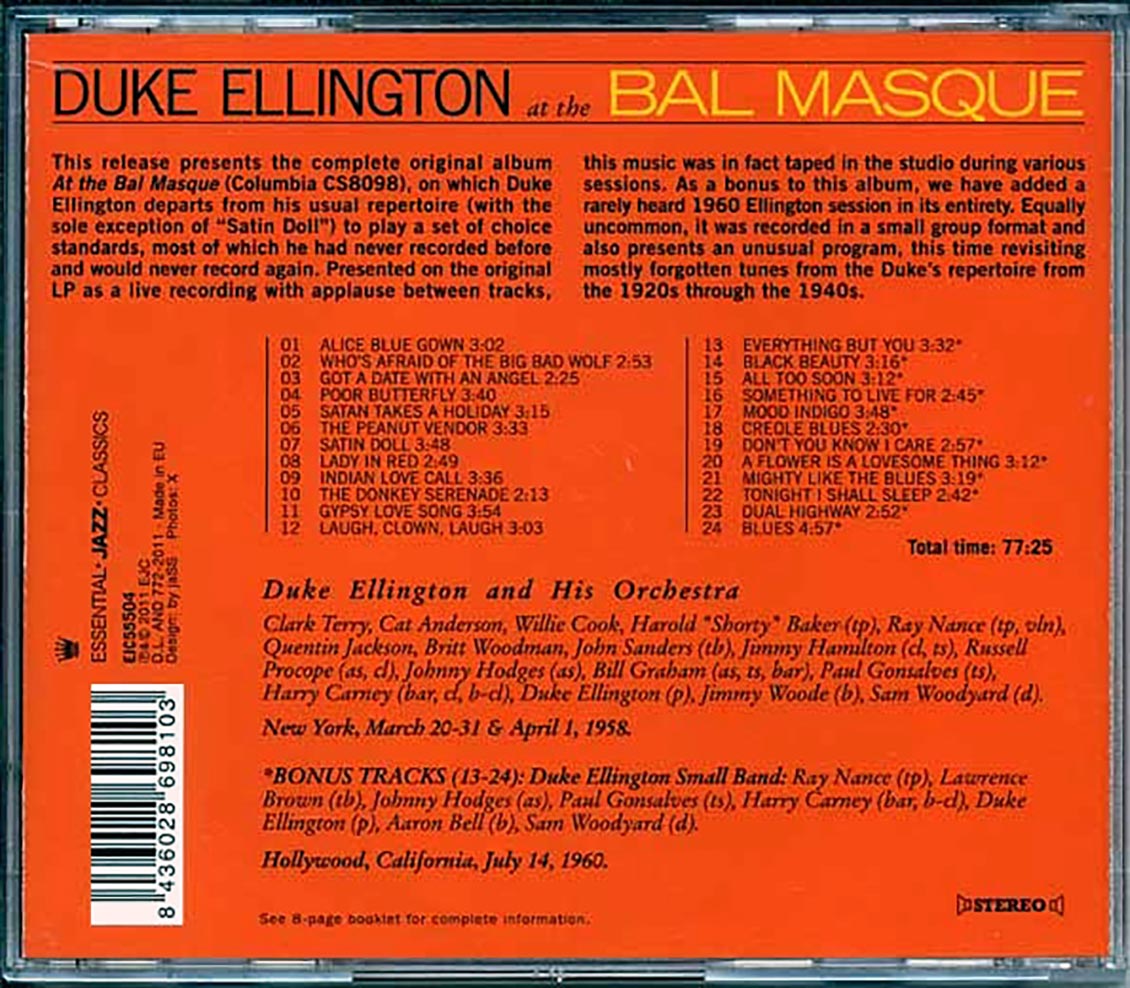 DUKE ELLINGTON at the BAL MASQUE
This release presents the complete original album
At the Bal Masque (Columbia CS8098), on which Duke
Ellington departs from his usual repertoire (with the
sole exception of "Satin Doll") to play a set of choice
standards, most of which he had never recorded before
and would never record again. Presented on the original
LP as a live recording with applause between tracks,
this music was in fact taped in the studio during various
sessions. As a bonus to this album, we have added a
rarely heard 1960 Ellington session in its entirety. Equally
uncommon, it was recorded in a small group format and
also presents an unusual program, this time revisiting
mostly forgotten tunes from the Duke's repertoire from
the 1920s through the 1940s.
01 ALICE BLUE GOWN 3:02
02 WHO'S AFRAID OF THE BIG BAD WOLF 2:53
03 GOT A DATE WITH AN ANGEL 2:25
04 POOR BUTTERFLY 3:40
05 SATAN TAKES A HOLIDAY 3:15
06 THE PEANUT VENDOR 3:33
07 SATIN DOLL 3:48
08 LADY IN RED 2:49
09 INDIAN LOVE CALL 3:36
10 THE DONKEY SERENADE 2:13
11 GYPSY LOVE SONG 3:54
12 LAUGH, CLOWN, LAUGH 3:03
13 EVERYTHING BUT YOU 3:32*
14 BLACK BEAUTY 3:16*
15 ALL TOO SOON 3:12*
16 SOMETHING TO LIVE FOR 2:45*
17 MOOD INDIGO 3:48*
18 CREOLE BLUES 2:30*
19 DON'T YOU KNOW I CARE 2:57*
20 A FLOWER IS A LOVESOME THING 3:12*
21 MIGHTY LIKE THE BLUES 3:19*
22 TONIGHT I SHALL SLEEP 2:42*
23 DUAL HIGHWAY 2:52*
24 BLUES 4:57*
Total time: 77:25
Duke Ellington and His Orchestra
Clark Terry, Cat Anderson, Willie Cook, Harold "Shorty" Baker (tp), Ray Nance (tp, vln),
Quentin Jackson, Britt Woodman, John Sanders (tb), Jimmy Hamilton (cl, ts), Russell
Procope (as, cl), Johnny Hodges (as), Bill Graham (as, ts, bar), Paul Gonsalves (ts),
Harry Carney (bar, cl, b-cl), Duke Ellington (p), Jimmy Woode (b), Sam Woodyard (d).
New York, March 20-31 & April 1, 1958.
*BONUS TRACKS (13-24): Duke Ellington Small Band: Ray Nance (tp), Lawrence
Brown (tb), Johnny Hodges (as), Paul Gonsalves (ts), Harry Carney (bar, b-cl), Duke
Ellington (p), Aaron Bell (b), Sam Woodyard (d).
Hollywood, California, July 14, 1960.
See 8-page booklet for complete information.
STEREO
ESSENTIAL • JAZZ • CLASSICS
EJC55504
℗&© 2011 EJC
D.L. AND 772-2011 Made in EU
Design: by jaSS Photos: X
8 436028 698103